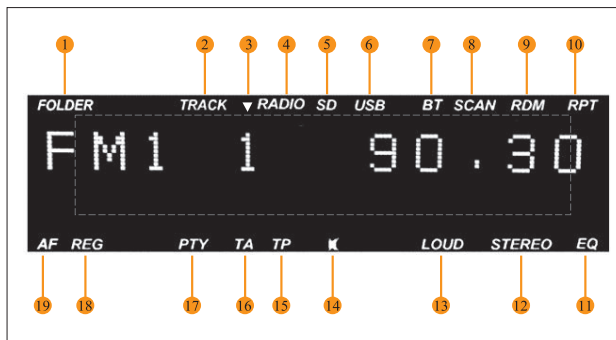 1 2 3 4 5 6 7 8 9 10
FOLDER TRACK RADIO SD USB BT SCAN RDM RPT
FM1 1 90.30
AF REG PTY TA TP LOUD STEREO EQ
19 18 17 16 15 14 13 12 11